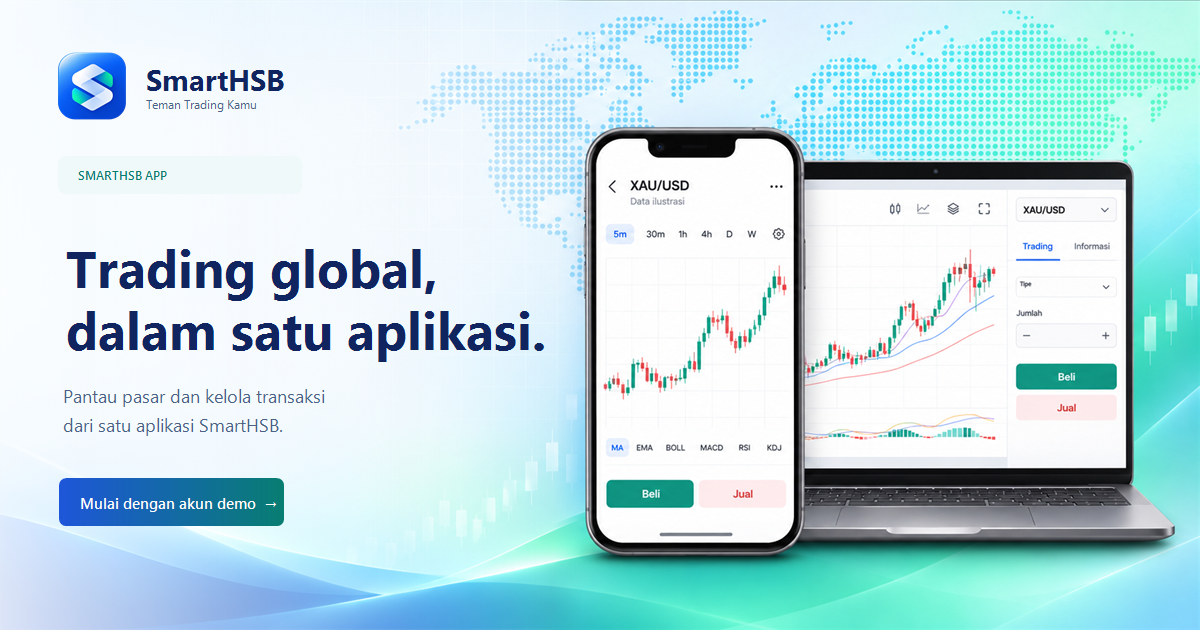 SmartHSB
Teman Trading Kamu
SMARTHSB APP
Trading global,
dalam satu aplikasi.
Pantau pasar dan kelola transaksi
dari satu aplikasi SmartHSB.
Mulai dengan akun demo →
XAU/USD
Data ilustrasi
5m 30m 1h 4h D W
MA EMA BOLL MACD RSI KDJ
Beli Jual
XAU/USD
Trading Informasi
Tipe
Jumlah
− +
Beli
Jual